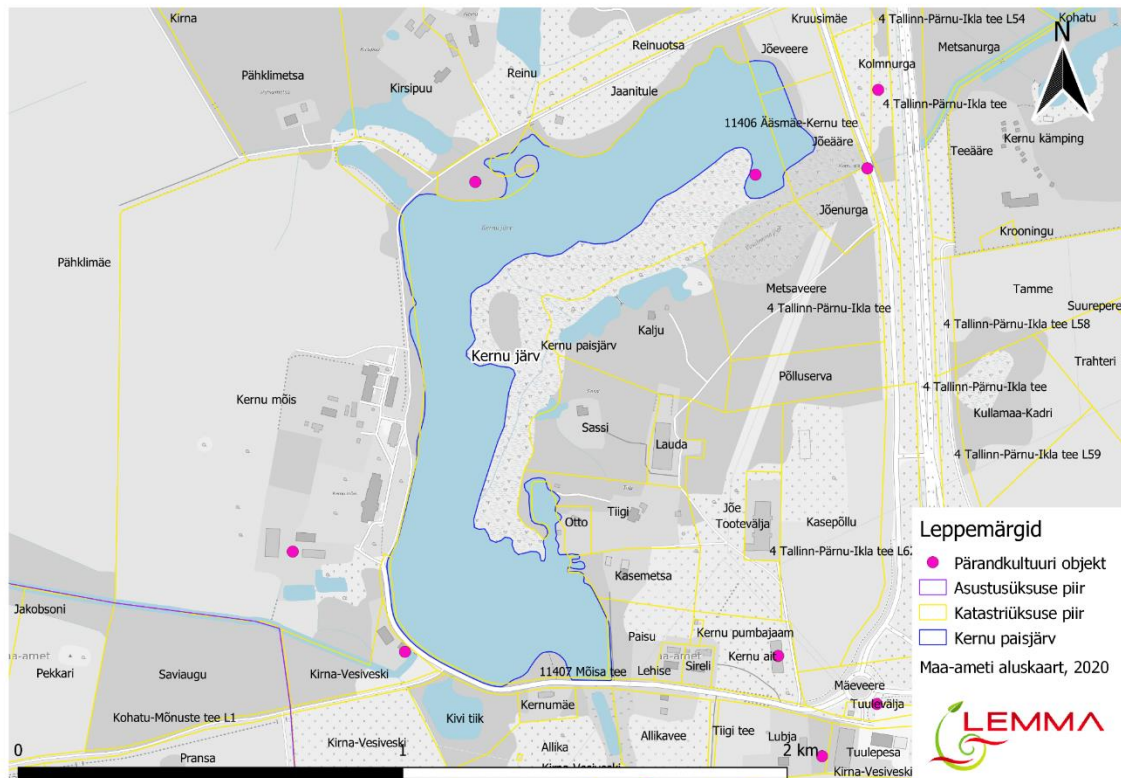 Kirna
Kruusimäe
4 Tallinn-Pärnu-Ikla tee L54
Kohatu
N
Reinuotsa
Jõeveere
Metsanurga
Pähklimetsa
Kirsipuu
Reinu
Jaanitule
Kolmnurga
4 Tallinn-Pärnu-Ikla tee
11406 Ääsmäe-Kernu tee
Jõeääre
Teeääre
Kernu kämping
Jõenurga
Krooningu
Pähklimäe
Metsaveere
4 Tallinn-Pärnu-Ikla tee
Tamme
Suurepere
Kalju
4 Tallinn-Pärnu-Ikla tee L58
Kernu järv
Kernu paisjärv
Põlluserva
Trahteri
4 Tallinn-Pärnu-Ikla tee
Kernu mõis
Kullamaa-Kadri
Sassi
Lauda
4 Tallinn-Pärnu-Ikla tee L59
Tiigi
Otto
Jõe
Tootevälja
Kasepõllu
4 Tallinn-Pärnu-Ikla tee L62
Kasemetsa
Leppemärgid
Pärandkultuuri objekt
Asustusüksuse piir
Katastriüksuse piir
Kernu paisjärv
Maa-ameti aluskaart, 2020
LEMMA
Jakobsoni
Paisu
Kernu pumbajaam
Kernu ait
Pekkari
Saviaugu
Kirna-Vesiveski
11407 Mõisa tee
Lehise
Sireli
Mäeveere
Tuulevälja
Kohatu-Mõnuste tee L1
Kivi tiik
Kernumäe
Allikavee
Tiigi tee
Lubja
Kirna-Vesiveski
Allika
Tuulepesa
Pransa
Kirna-Vesiveski
Kirna-Vesiveski
0
1
2 km